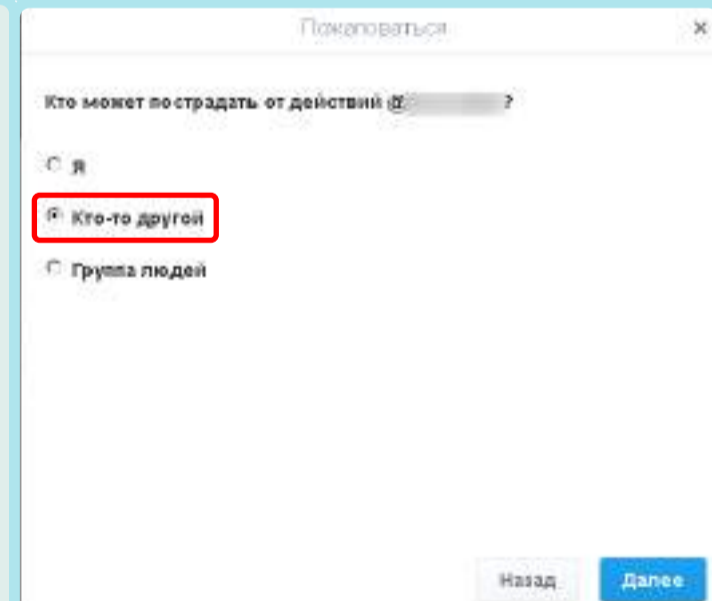 Пожаловаться
Кто может пострадать от действий @ ?
Я
Кто-то другой
Группа людей
Назад Далее